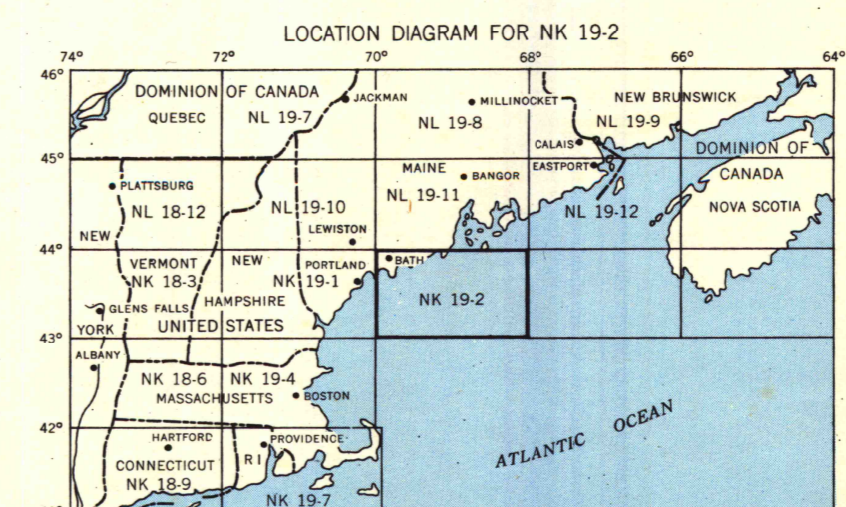 LOCATION DIAGRAM FOR NK 19-2
74° 72° 70° 68° 66° 64°
46°
DOMINION OF CANADA
QUEBEC
NL 19-7
JACKMAN
MILLINOCKET
NL 19-8
NEW BRUNSWICK
NL 19-9
CALAIS
EASTPORT
DOMINION OF
CANADA
NOVA SCOTIA
45°
PLATTSBURG
NL 18-12
NL 19-10
MAINE
BANGOR
NL 19-11
NL 19-12
LEWISTON
NEW
44°
VERMONT
NK 18-3
NEW
HAMPSHIRE
PORTLAND
NK 19-1
BATH
NK 19-2
GLENS FALLS
YORK
UNITED STATES
43°
ALBANY
NK 18-6
NK 19-4
MASSACHUSETTS
BOSTON
ATLANTIC OCEAN
42°
HARTFORD
PROVIDENCE
CONNECTICUT
R I
NK 18-9
NK 19-7